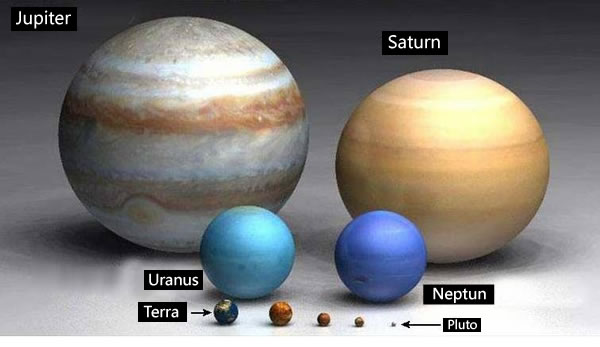 Jupiter
Saturn
Uranus
Neptun
Terra
Pluto